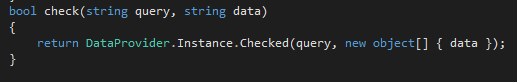 bool check(string query, string data)
{
return DataProvider.Instance.Checked(query, new object[] { data });
}